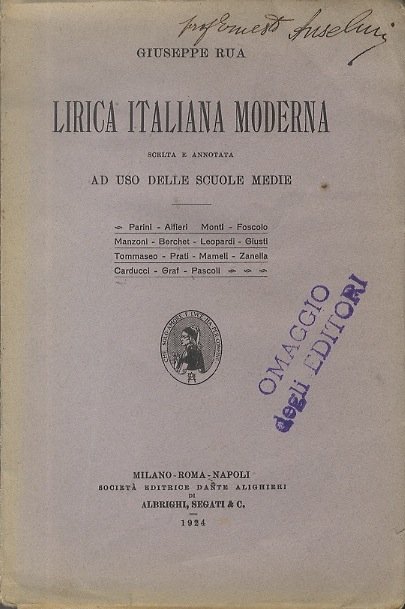 prof Ernesto Anselmi
GIUSEPPE RUA
LIRICA ITALIANA MODERNA
SCELTA E ANNOTATA
AD USO DELLE SCUOLE MEDIE
Parini - Alfieri Monti - Foscolo
Manzoni - Berchet - Leopardi - Giusti
Tommaseo - Prati - Mameli - Zanella
Carducci - Graf - Pascoli
OMAGGIO
degli EDITORI
MILANO - ROMA - NAPOLI
SOCIETÀ EDITRICE DANTE ALIGHIERI
DI
ALBRIGHI, SEGATI & C.
1924